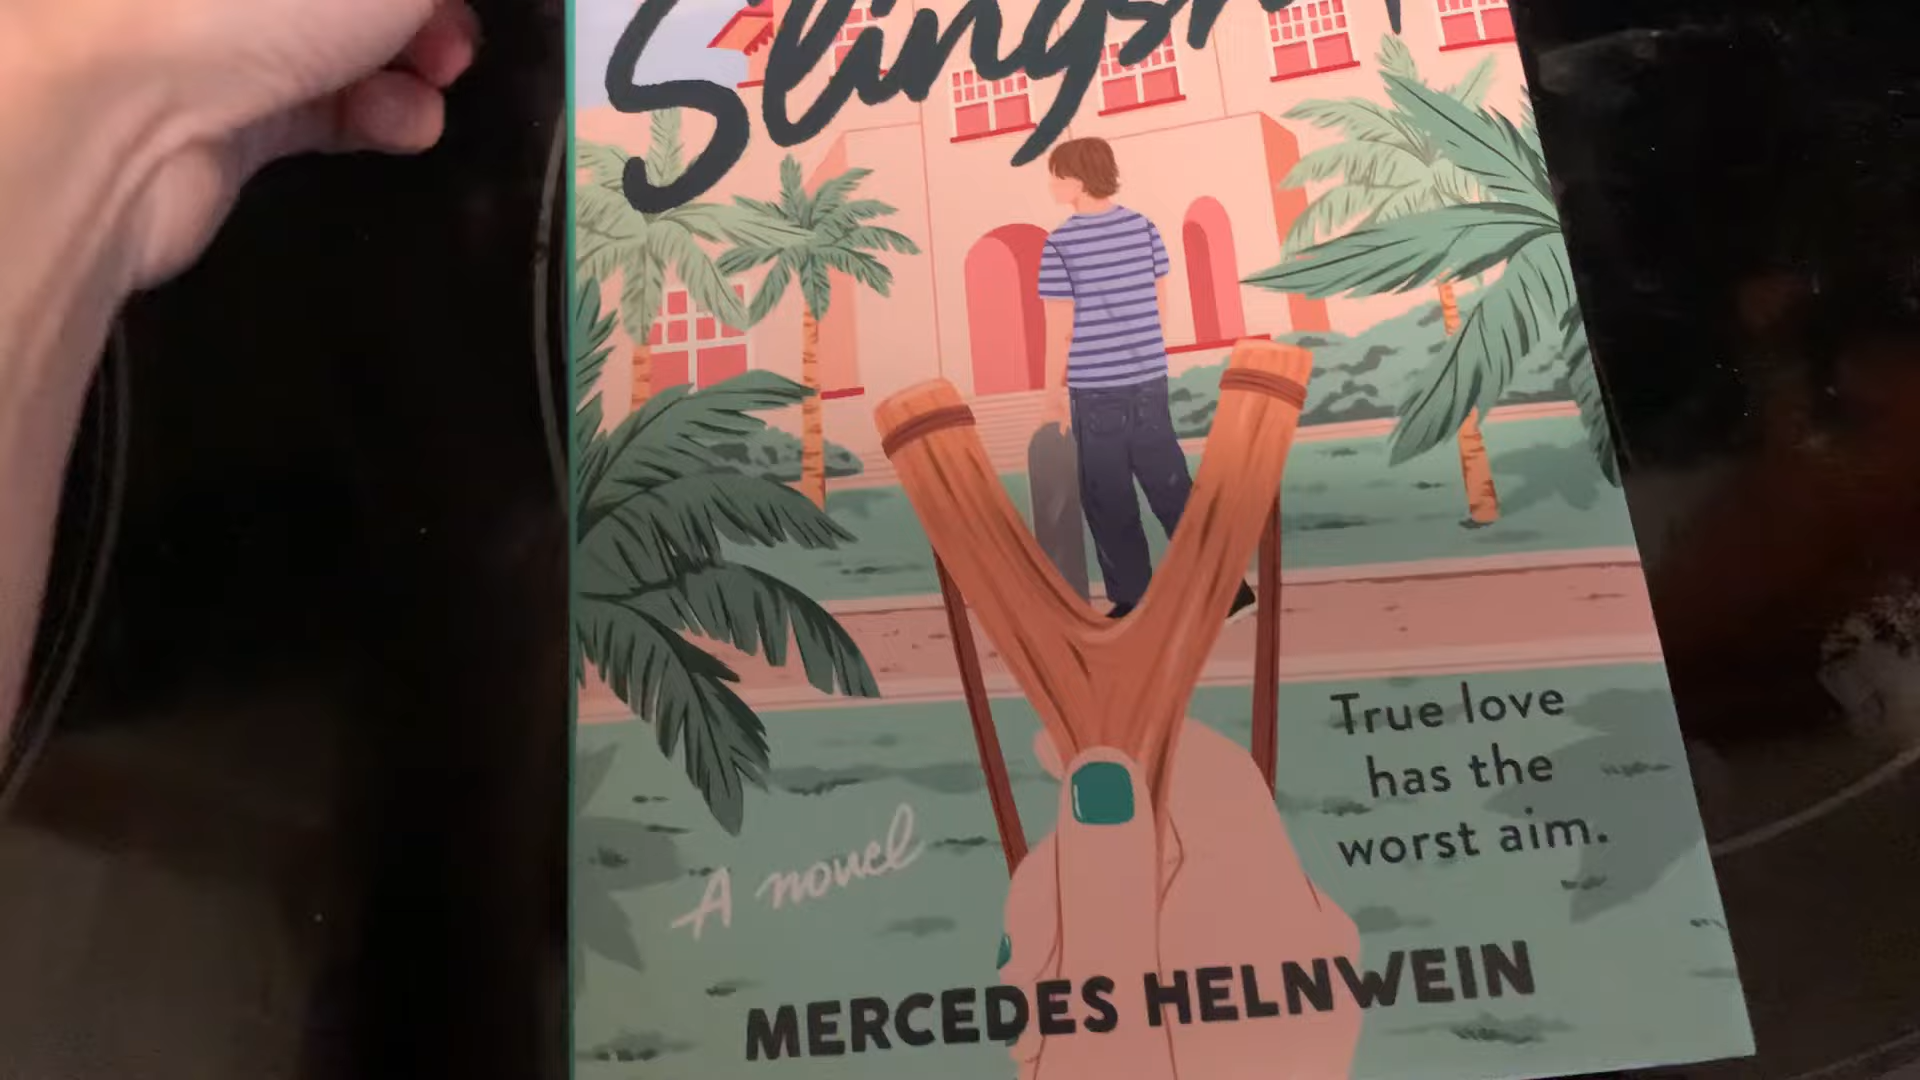 True love
has the
worst aim.
A novel
MERCEDES HELNWEIN